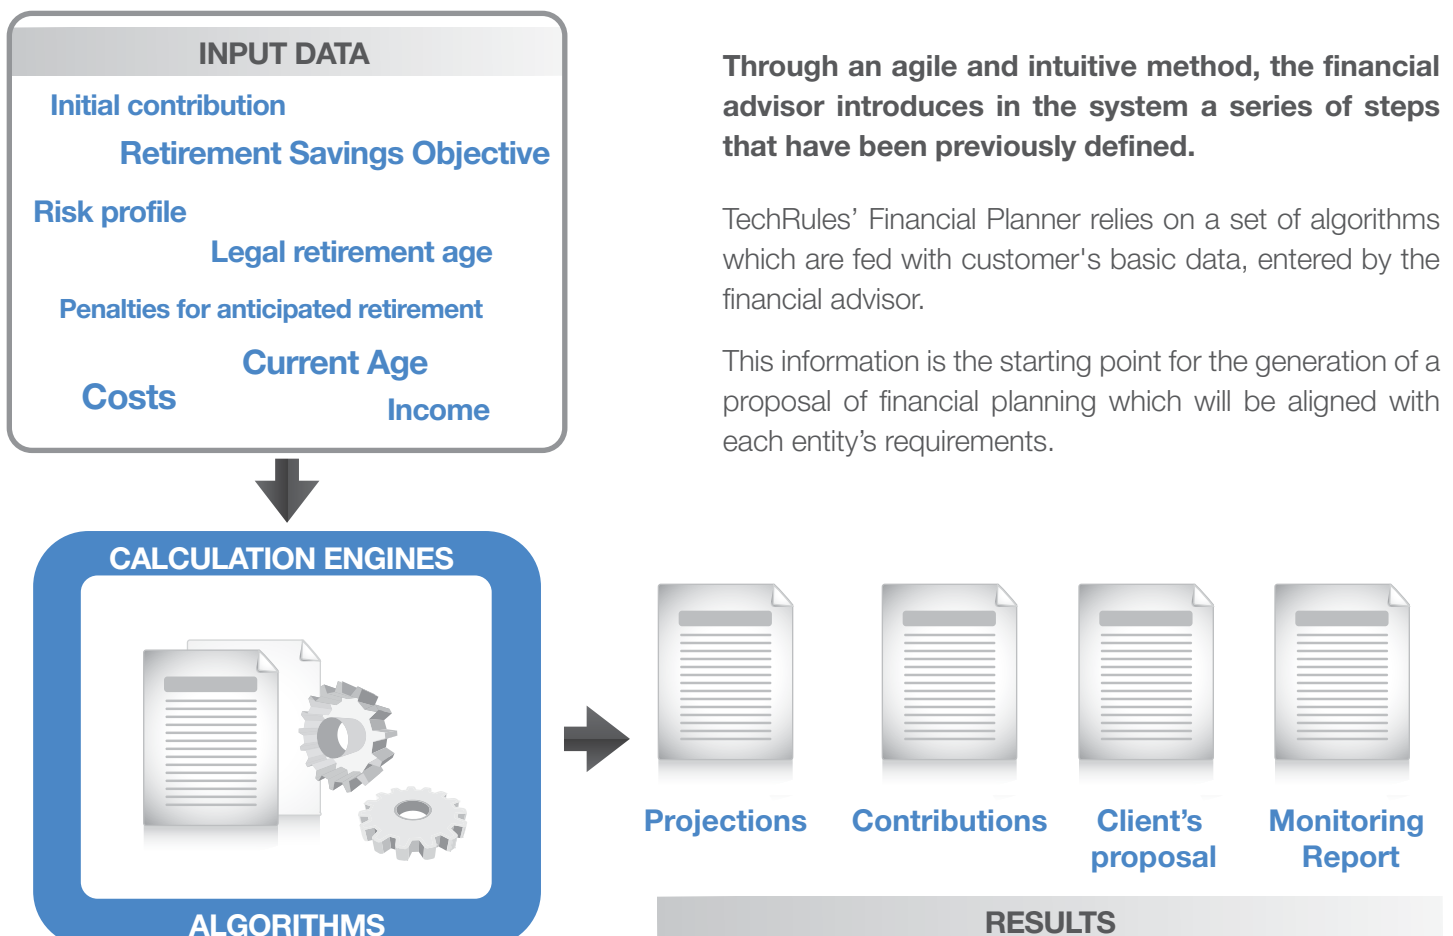 INPUT DATA
Initial contribution
Retirement Savings Objective
Risk profile
Legal retirement age
Penalties for anticipated retirement
Current Age
Costs
Income
Through an agile and intuitive method, the financial
advisor introduces in the system a series of steps
that have been previously defined.
TechRules’ Financial Planner relies on a set of algorithms
which are fed with customer's basic data, entered by the
financial advisor.
This information is the starting point for the generation of a
proposal of financial planning which will be aligned with
each entity’s requirements.
CALCULATION ENGINES
ALGORITHMS
Projections
Contributions
Client’s
proposal
Monitoring
Report
RESULTS